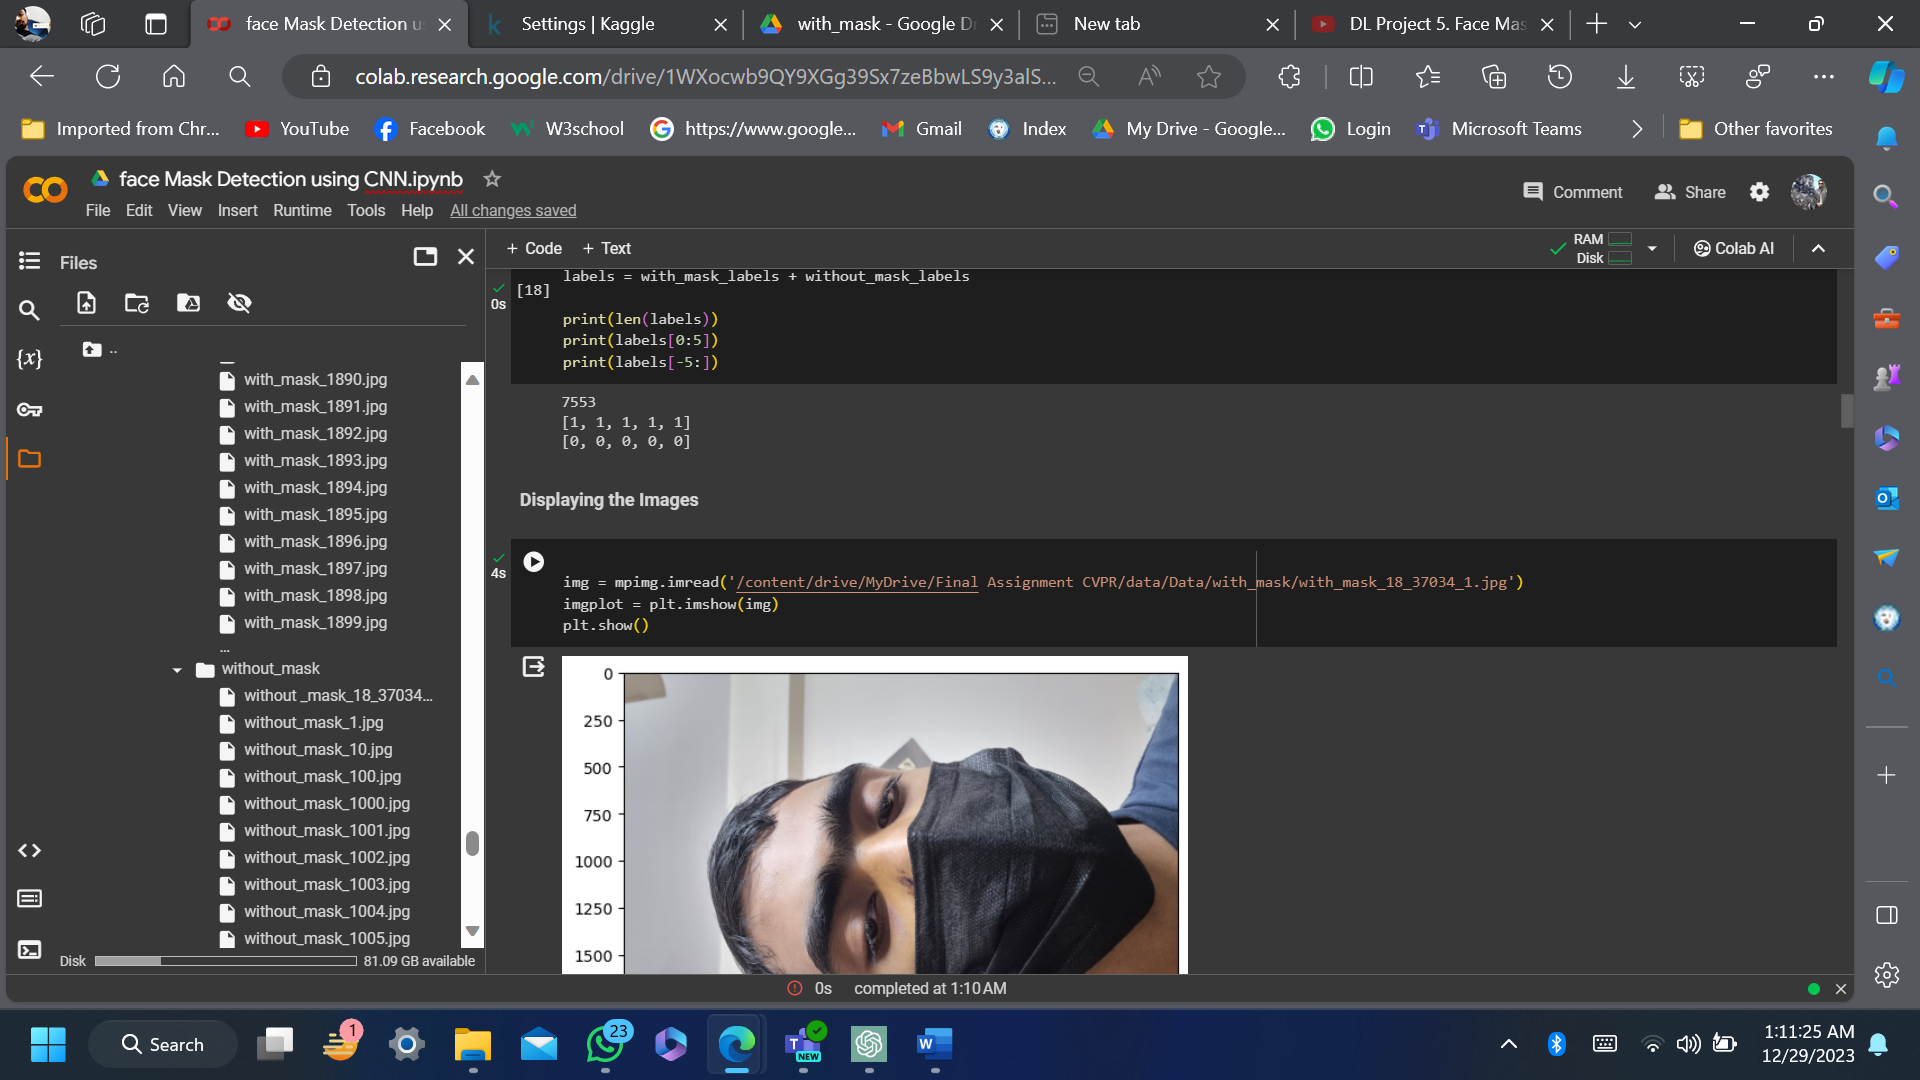 face Mask Detection u
Settings | Kaggle
with_mask - Google D
New tab
DL Project 5. Face Mas
colab.research.google.com/drive/1WXocwb9QY9XGg39Sx7zeBbwLS9y3alS...
Imported from Chr...
YouTube
Facebook
W3school
https://www.google...
Gmail
Index
My Drive - Google...
Login
Microsoft Teams
Other favorites
face Mask Detection using CNN.ipynb
Comment
Share
File Edit View Insert Runtime Tools Help All changes saved
Files
+ Code + Text
RAM
Disk
Colab AI
..
with_mask_1890.jpg
with_mask_1891.jpg
with_mask_1892.jpg
with_mask_1893.jpg
with_mask_1894.jpg
with_mask_1895.jpg
with_mask_1896.jpg
with_mask_1897.jpg
with_mask_1898.jpg
with_mask_1899.jpg
...
without_mask
without _mask_18_37034...
without_mask_1.jpg
without_mask_10.jpg
without_mask_100.jpg
without_mask_1000.jpg
without_mask_1001.jpg
without_mask_1002.jpg
without_mask_1003.jpg
without_mask_1004.jpg
without_mask_1005.jpg
Disk 81.09 GB available
labels = with_mask_labels + without_mask_labels
[18]
0s
print(len(labels))
print(labels[0:5])
print(labels[-5:])
7553
[1, 1, 1, 1, 1]
[0, 0, 0, 0, 0]
Displaying the Images
4s
img = mpimg.imread('/content/drive/MyDrive/Final Assignment CVPR/data/Data/with_mask/with_mask_18_37034_1.jpg')
imgplot = plt.imshow(img)
plt.show()
0
250
500
750
1000
1250
1500
0s completed at 1:10 AM
Search
1
23
NEW
1:11:25 AM
12/29/2023